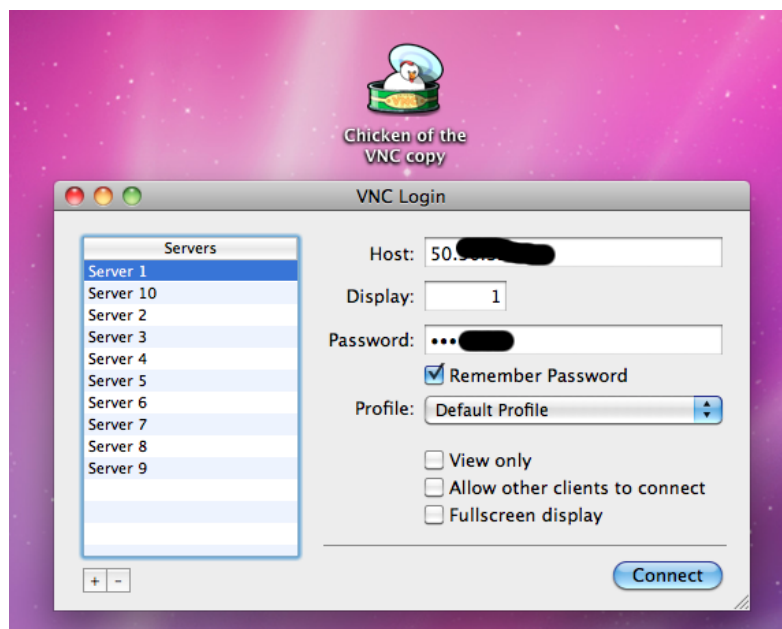 Chicken of the
VNC copy
VNC Login
Servers
Server 1
Server 10
Server 2
Server 3
Server 4
Server 5
Server 6
Server 7
Server 8
Server 9
+ -
Host: 50.
Display: 1
Password: •••
Remember Password
Profile: Default Profile
View only
Allow other clients to connect
Fullscreen display
Connect